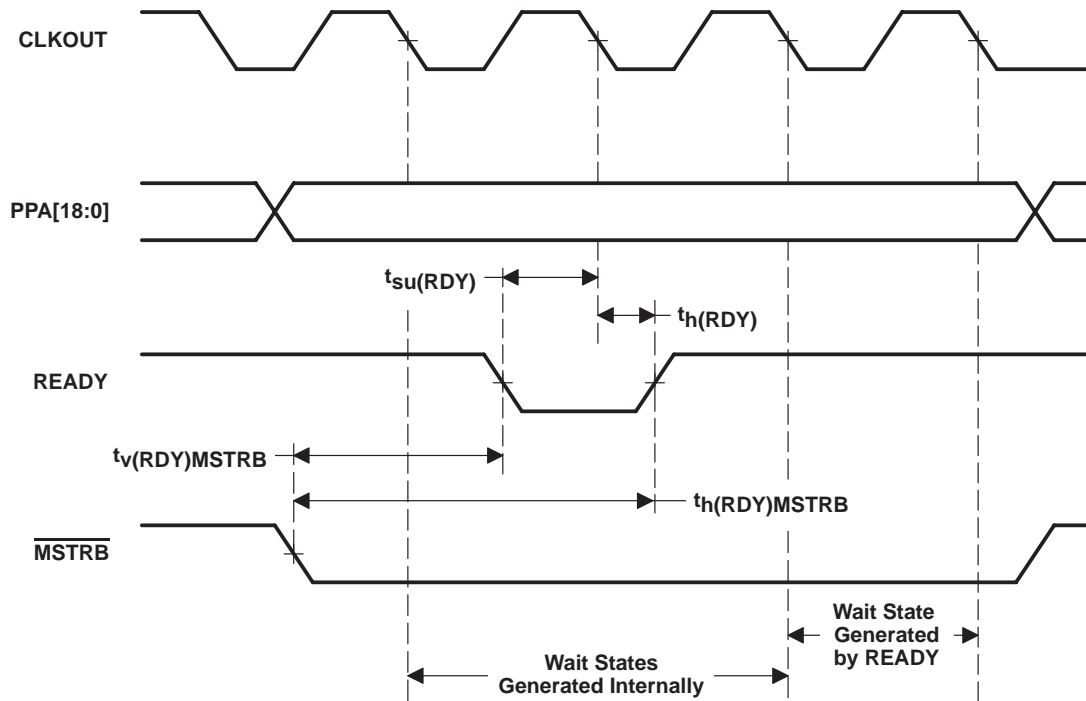 CLKOUT
PPA[18:0]
tsu(RDY)
th(RDY)
READY
tv(RDY)MSTRB
th(RDY)MSTRB
MSTRB
Wait State
Generated
by READY
Wait States
Generated Internally